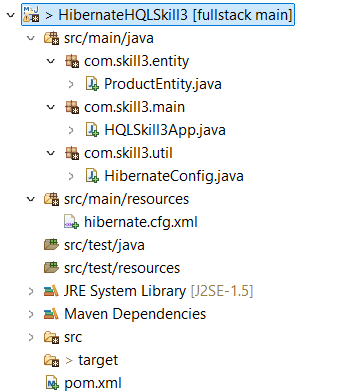 > HibernateHQLSkill3 [fullstack main]
src/main/java
com.skill3.entity
> ProductEntity.java
com.skill3.main
> HQLSkill3App.java
com.skill3.util
> HibernateConfig.java
src/main/resources
hibernate.cfg.xml
src/test/java
src/test/resources
> JRE System Library [J2SE-1.5]
> Maven Dependencies
> src
> target
pom.xml